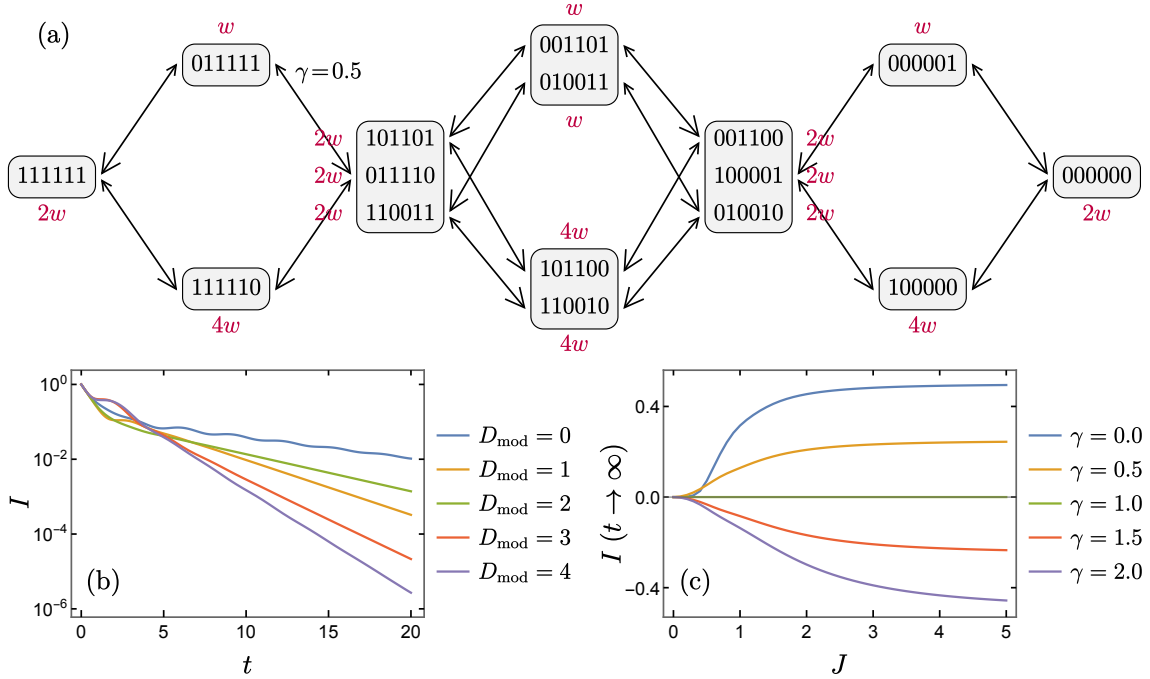 (a)
w
011111
γ=0.5
111111
2w
111110
4w
2w 101101
2w 011110
2w 110011
w
001101
010011
w
4w
101100
110010
4w
001100 2w
100001 2w
010010 2w
w
000001
100000
4w
000000
2w
10^0
10^{-2}
10^{-4}
10^{-6}
I
(b)
0 5 10 15 20
t
D_mod = 0
D_mod = 1
D_mod = 2
D_mod = 3
D_mod = 4
0.4
0.0
−0.4
I (t → ∞)
(c)
0 1 2 3 4 5
J
γ = 0.0
γ = 0.5
γ = 1.0
γ = 1.5
γ = 2.0